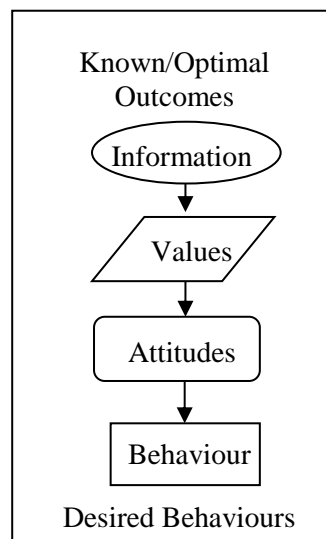 Known/Optimal
Outcomes
Information
Values
Attitudes
Behaviour
Desired Behaviours